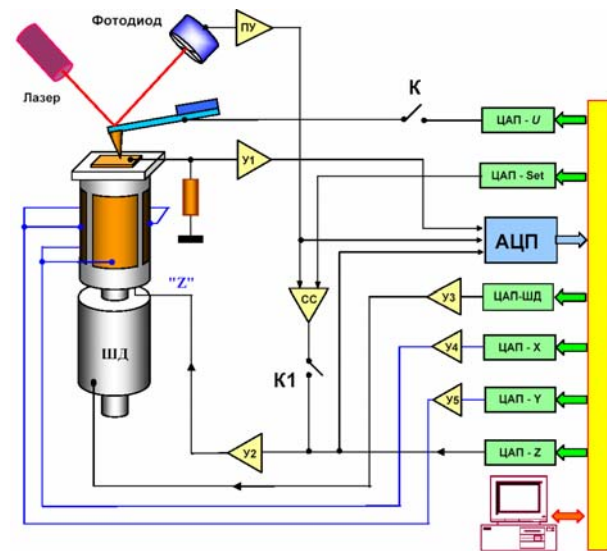 Фотодиод
ПУ
Лазер
К
ЦАП - U
У1
ЦАП - Set
АЦП
СС
"Z"
У3
ЦАП-ШД
ШД
К1
У4
ЦАП - X
У5
ЦАП - Y
У2
ЦАП - Z